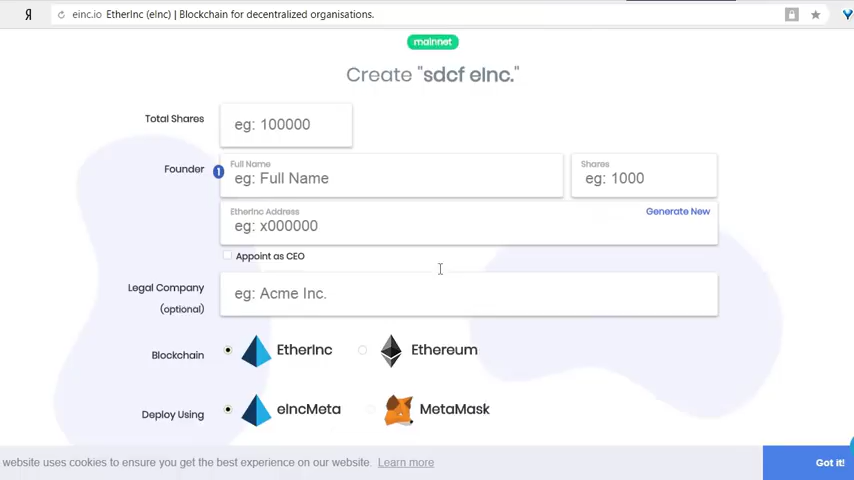 Я einc.io EtherInc (eInc) | Blockchain for decentralized organisations.
mainnet
Create "sdcf eInc."
Total Shares eg: 100000
Founder 1 Full Name Shares
eg: Full Name eg: 1000
EtherInc Address Generate New
eg: x000000
Appoint as CEO
Legal Company eg: Acme Inc.
(optional)
Blockchain EtherInc Ethereum
Deploy Using eIncMeta MetaMask
website uses cookies to ensure you get the best experience on our website. Learn more Got it!